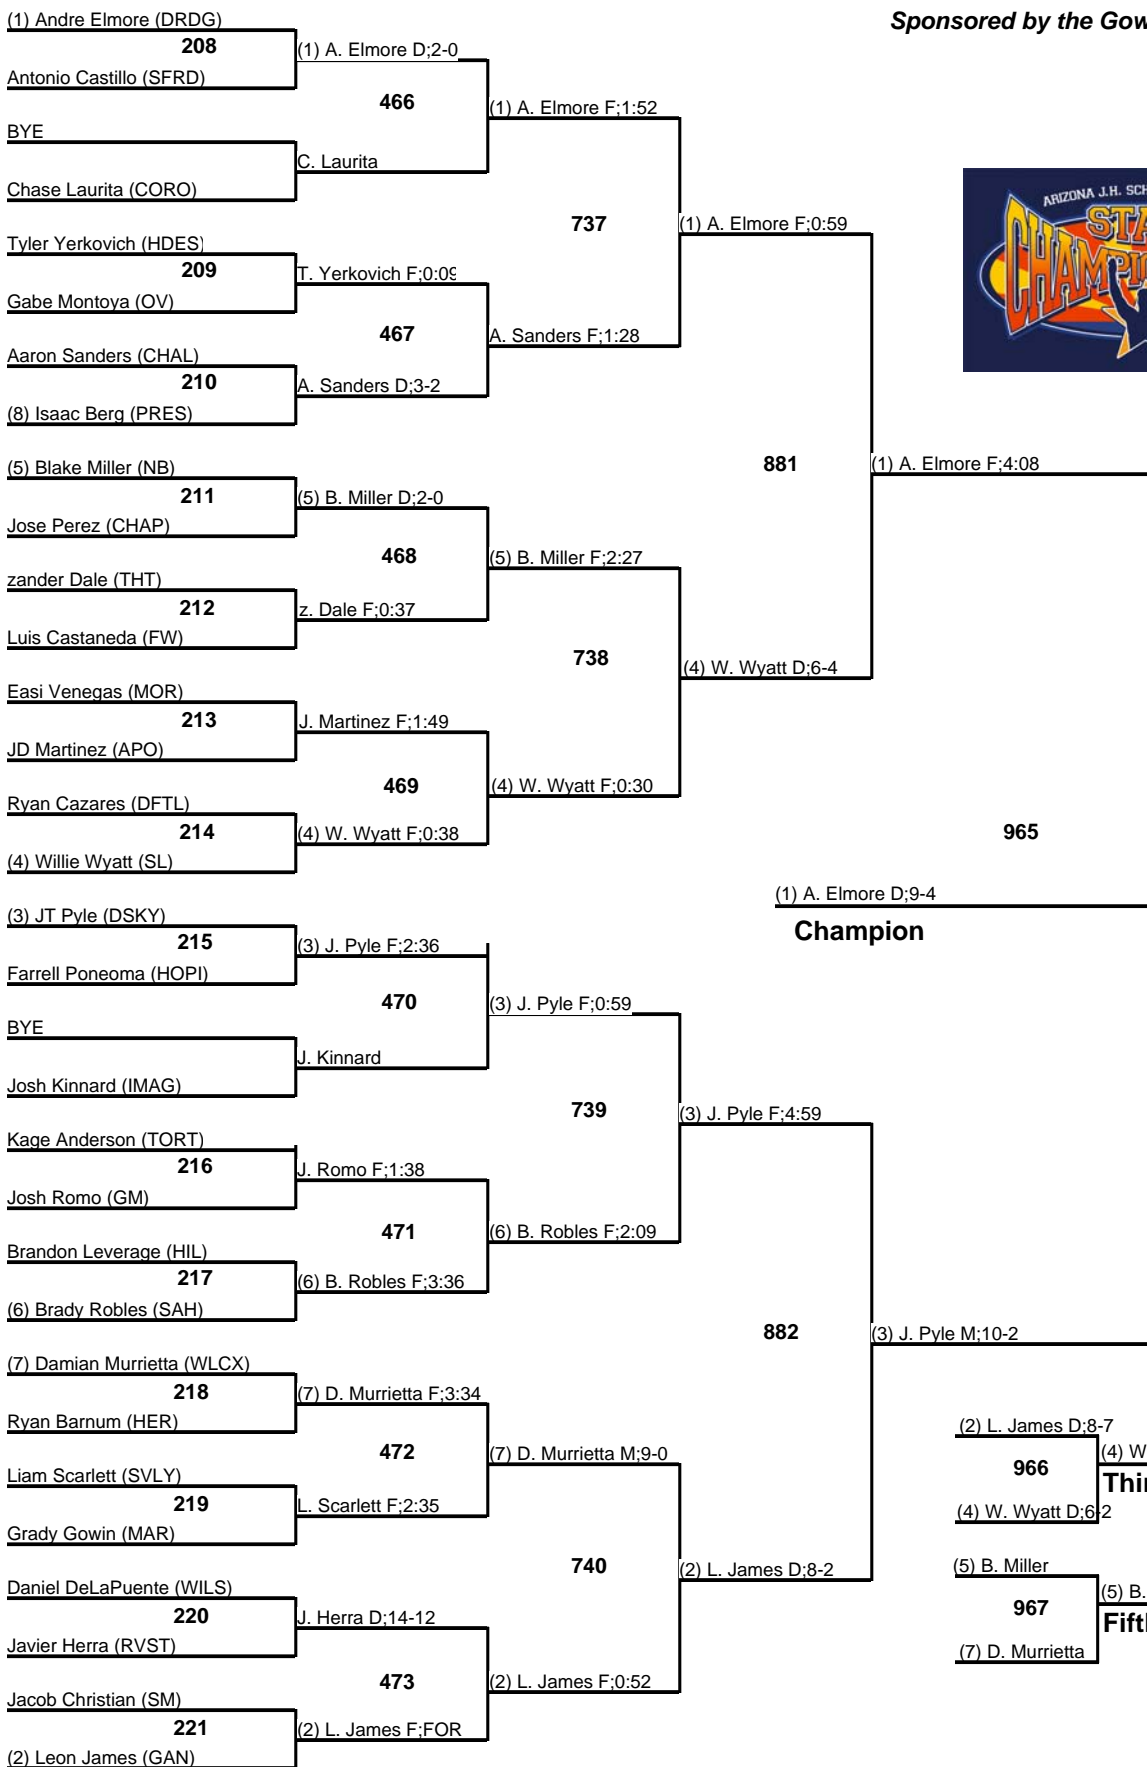 (1) Andre Elmore (DRDG)
Sponsored by the Gow
208
(1) A. Elmore D;2-0
Antonio Castillo (SFRD)
466
(1) A. Elmore F;1:52
BYE
C. Laurita
Chase Laurita (CORO)
ARIZONA J.H. SCH
STA
CHAMPIO
737
(1) A. Elmore F;0:59
Tyler Yerkovich (HDES)
209
T. Yerkovich F;0:09
Gabe Montoya (OV)
467
A. Sanders F;1:28
Aaron Sanders (CHAL)
210
A. Sanders D;3-2
(8) Isaac Berg (PRES)
881
(1) A. Elmore F;4:08
(5) Blake Miller (NB)
211
(5) B. Miller D;2-0
Jose Perez (CHAP)
468
(5) B. Miller F;2:27
zander Dale (THT)
212
z. Dale F;0:37
Luis Castaneda (FW)
738
(4) W. Wyatt D;6-4
Easi Venegas (MOR)
213
J. Martinez F;1:49
JD Martinez (APO)
469
(4) W. Wyatt F;0:30
Ryan Cazares (DFTL)
214
(4) W. Wyatt F;0:38
965
(4) Willie Wyatt (SL)
(1) A. Elmore D;9-4
Champion
(3) JT Pyle (DSKY)
215
(3) J. Pyle F;2:36
Farrell Poneoma (HOPI)
470
(3) J. Pyle F;0:59
BYE
J. Kinnard
Josh Kinnard (IMAG)
739
(3) J. Pyle F;4:59
Kage Anderson (TORT)
216
J. Romo F;1:38
Josh Romo (GM)
471
(6) B. Robles F;2:09
Brandon Leverage (HIL)
217
(6) B. Robles F;3:36
(6) Brady Robles (SAH)
882
(3) J. Pyle M;10-2
(7) Damian Murrietta (WLCX)
218
(7) D. Murrietta F;3:34
Ryan Barnum (HER)
(2) L. James D;8-7
472
(7) D. Murrietta M;9-0
966
(4) W
Thir
Liam Scarlett (SVLY)
219
L. Scarlett F;2:35
(4) W. Wyatt D;6-2
Grady Gowin (MAR)
740
(2) L. James D;8-2
(5) B. Miller
Daniel DeLaPuente (WILS)
220
J. Herra D;14-12
967
(5) B.
Fift
Javier Herra (RVST)
(7) D. Murrietta
473
(2) L. James F;0:52
Jacob Christian (SM)
221
(2) L. James F;FOR
(2) Leon James (GAN)